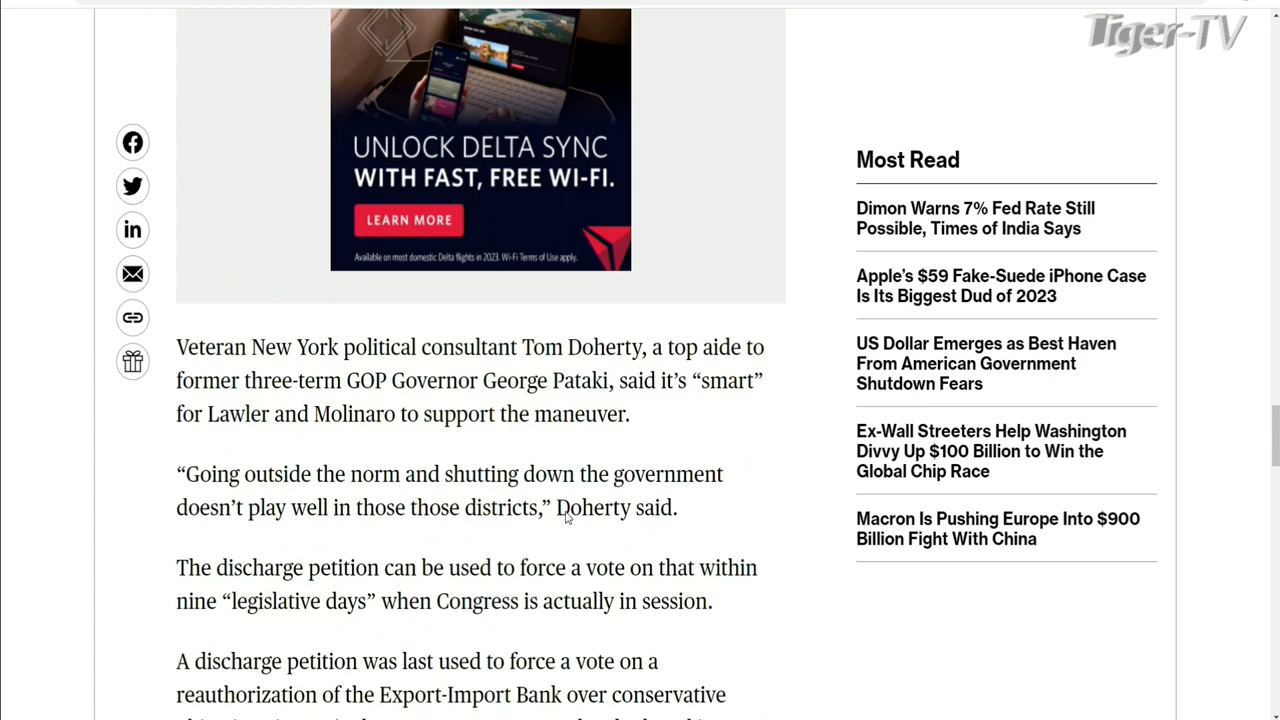 Tiger-TV
UNLOCK DELTA SYNC
WITH FAST, FREE WI-FI.
LEARN MORE
Available on most domestic Delta flights in 2023. Wi-Fi Terms of Use apply.
Veteran New York political consultant Tom Doherty, a top aide to
former three-term GOP Governor George Pataki, said it’s “smart”
for Lawler and Molinaro to support the maneuver.
“Going outside the norm and shutting down the government
doesn’t play well in those those districts,” Doherty said.
The discharge petition can be used to force a vote on that within
nine “legislative days” when Congress is actually in session.
A discharge petition was last used to force a vote on a
reauthorization of the Export-Import Bank over conservative
Most Read
Dimon Warns 7% Fed Rate Still
Possible, Times of India Says
Apple’s $59 Fake-Suede iPhone Case
Is Its Biggest Dud of 2023
US Dollar Emerges as Best Haven
From American Government
Shutdown Fears
Ex-Wall Streeters Help Washington
Divvy Up $100 Billion to Win the
Global Chip Race
Macron Is Pushing Europe Into $900
Billion Fight With China